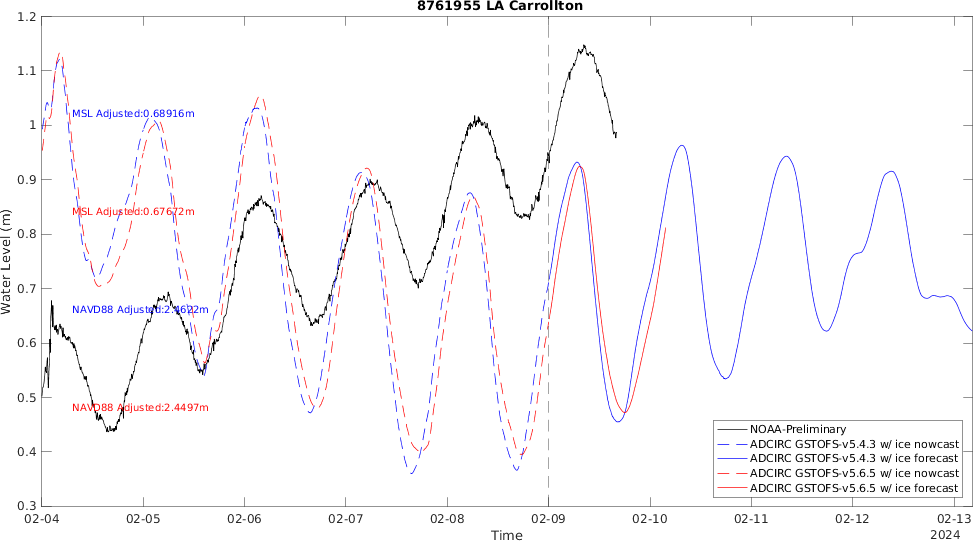 8761955 LA Carrollton
Water Level (m)
1.2
1.1
1
0.9
0.8
0.7
0.6
0.5
0.4
0.3
MSL Adjusted:0.68916m
MSL Adjusted:0.67672m
NAVD88 Adjusted:2.4622m
NAVD88 Adjusted:2.4497m
NOAA-Preliminary
ADCIRC GSTOFS-v5.4.3 w/ ice nowcast
ADCIRC GSTOFS-v5.4.3 w/ ice forecast
ADCIRC GSTOFS-v5.6.5 w/ ice nowcast
ADCIRC GSTOFS-v5.6.5 w/ ice forecast
02-04 02-05 02-06 02-07 02-08 02-09 02-10 02-11 02-12 02-13
Time
2024